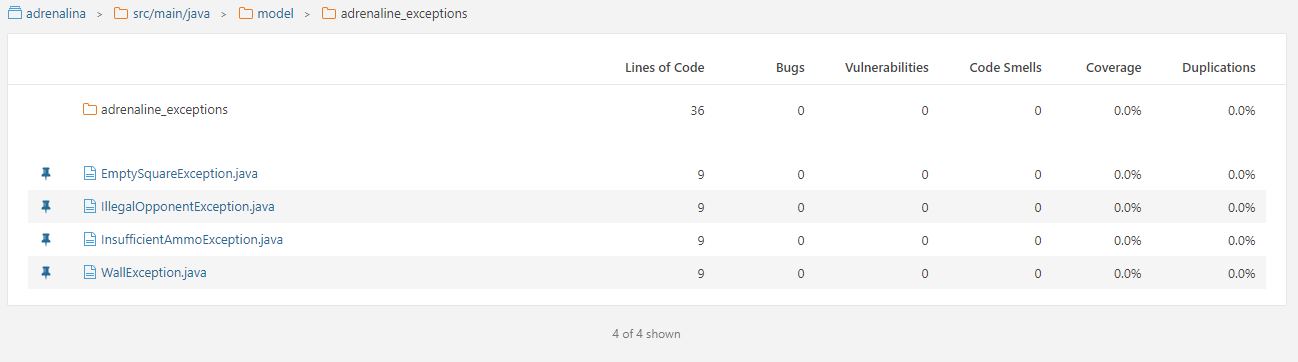 adrenalina > src/main/java > model > adrenaline_exceptions
Lines of Code Bugs Vulnerabilities Code Smells Coverage Duplications
adrenaline_exceptions 36 0 0 0 0.0% 0.0%
EmptySquareException.java 9 0 0 0 0.0% 0.0%
IllegalOpponentException.java 9 0 0 0 0.0% 0.0%
InsufficientAmmoException.java 9 0 0 0 0.0% 0.0%
WallException.java 9 0 0 0 0.0% 0.0%
4 of 4 shown